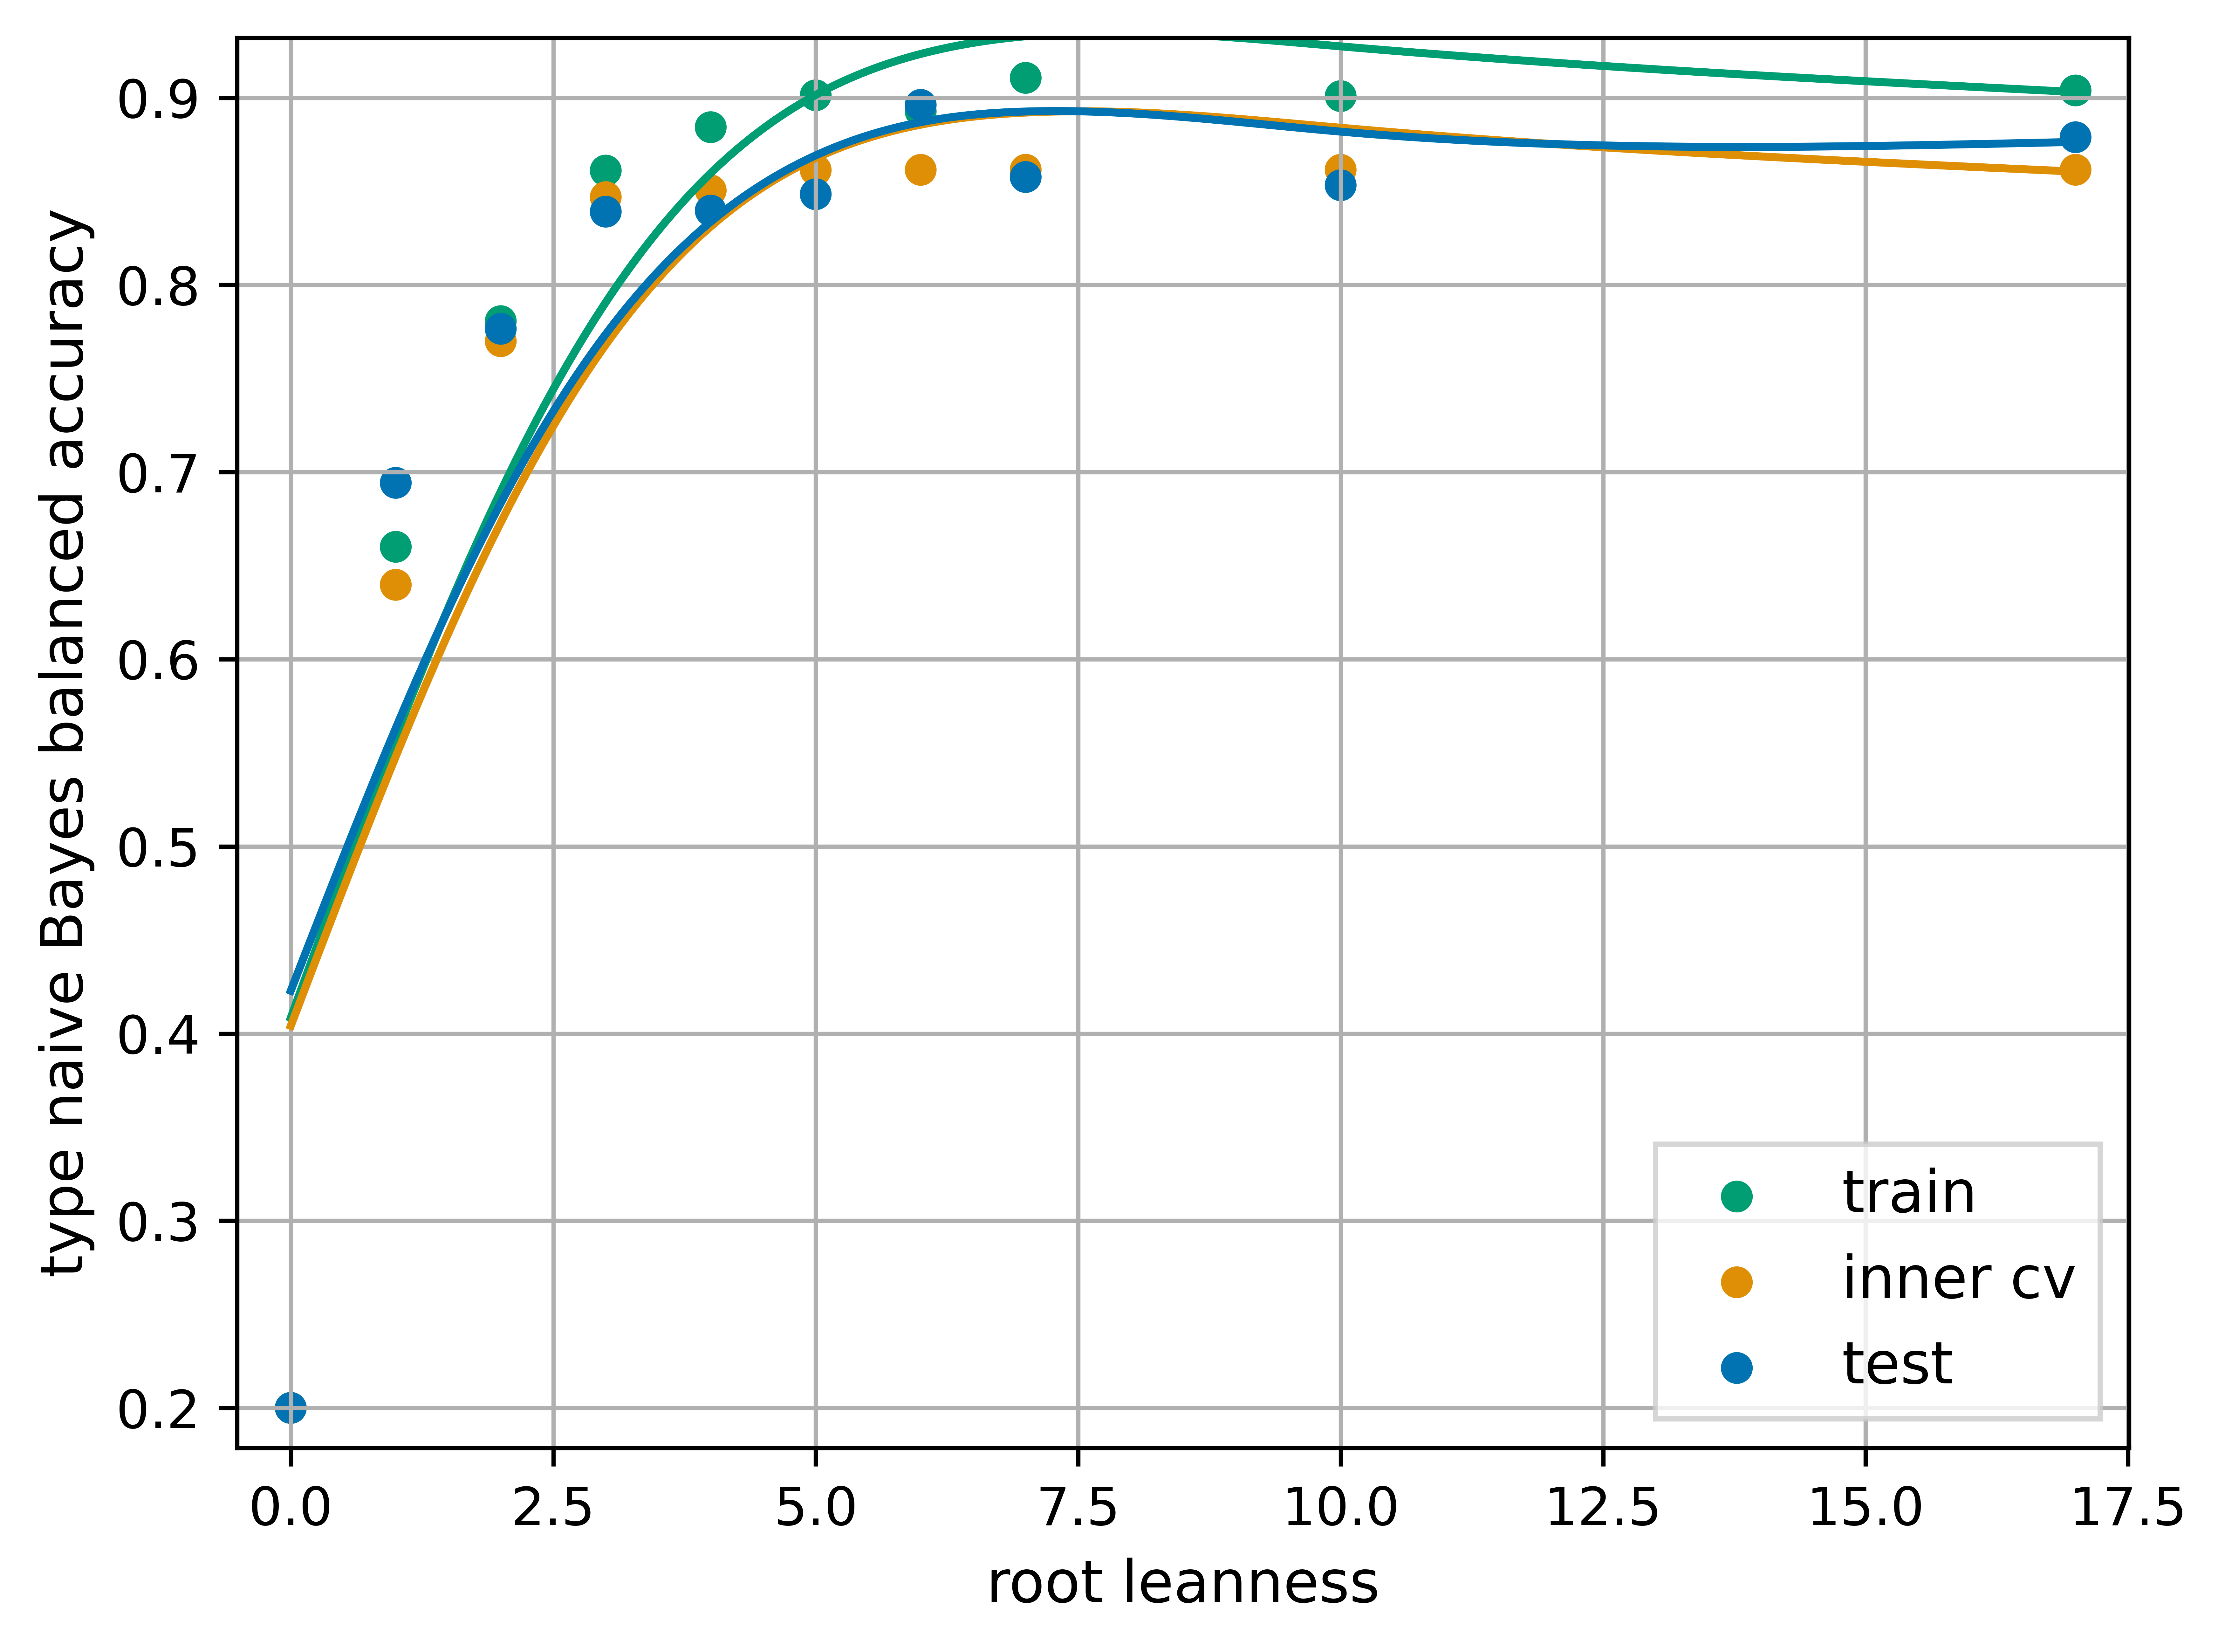 type naive Bayes balanced accuracy
0.9
0.8
0.7
0.6
0.5
0.4
0.3
0.2
train
inner cv
test
0.0 2.5 5.0 7.5 10.0 12.5 15.0 17.5
root leanness